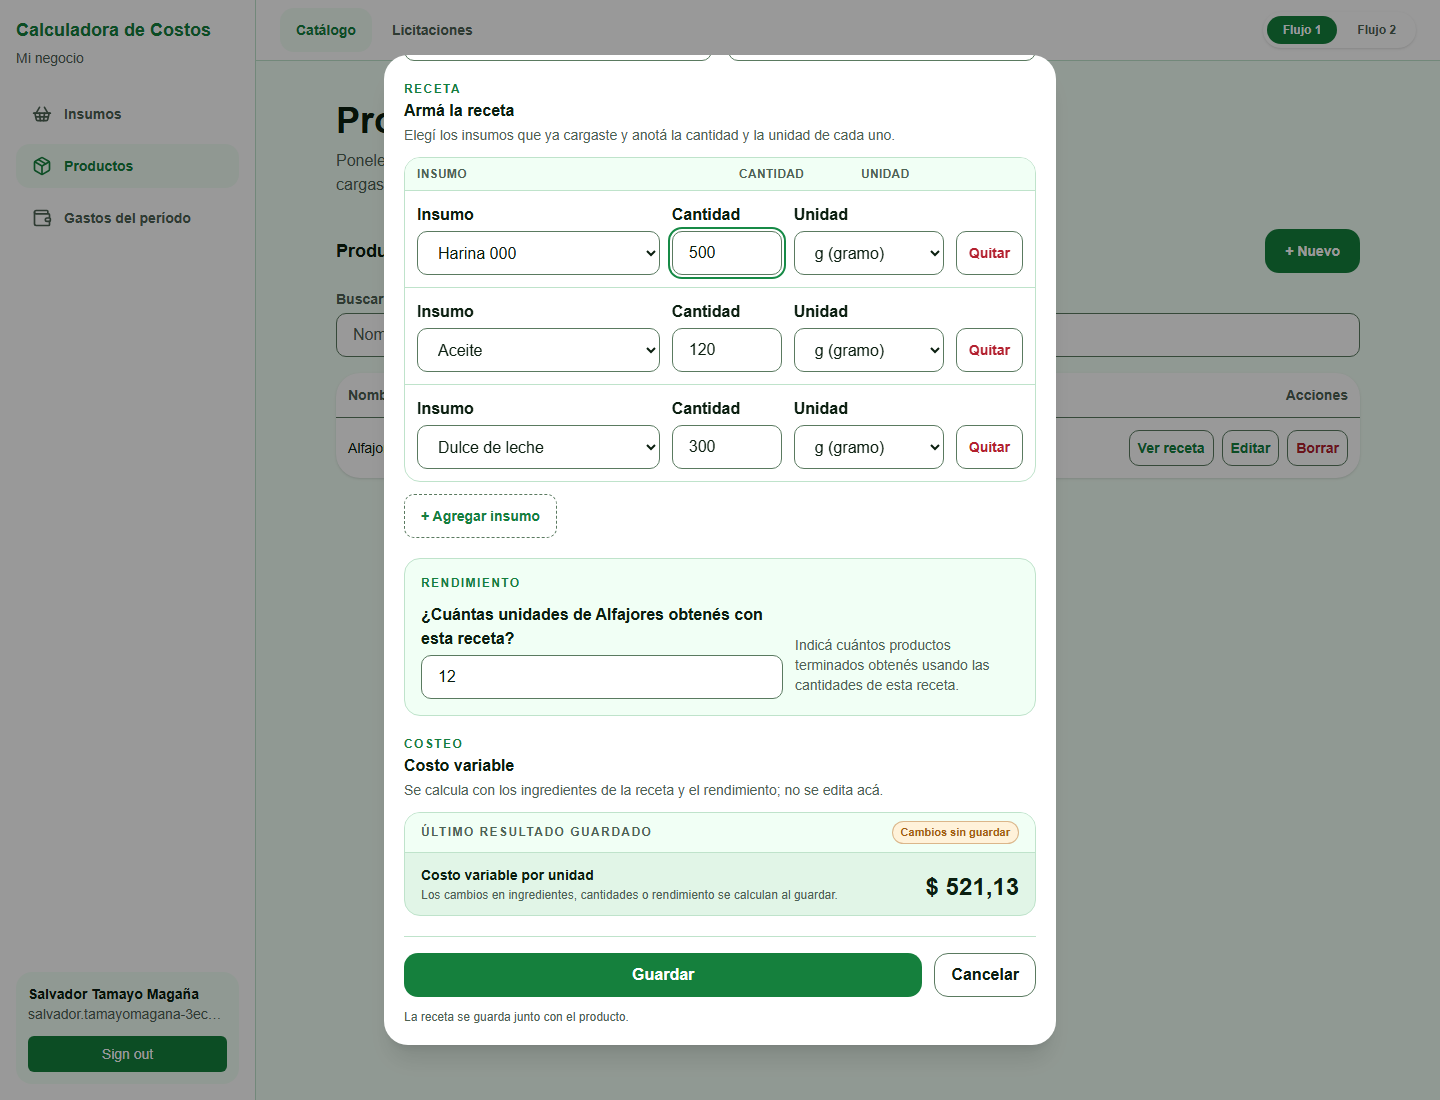 Calculadora de Costos
Mi negocio
Insumos
Productos
Gastos del período
Salvador Tamayo Magaña
salvador.tamayomagana-3ec...
Sign out
Catálogo
Licitaciones
Flujo 1
Flujo 2
+ Nuevo
Buscar
Acciones
Ver receta
Editar
Borrar
RECETA
Armá la receta
Elegí los insumos que ya cargaste y anotá la cantidad y la unidad de cada uno.
INSUMO CANTIDAD UNIDAD
Insumo Cantidad Unidad
Harina 000 500 g (gramo) Quitar
Insumo Cantidad Unidad
Aceite 120 g (gramo) Quitar
Insumo Cantidad Unidad
Dulce de leche 300 g (gramo) Quitar
+ Agregar insumo
RENDIMIENTO
¿Cuántas unidades de Alfajores obtenés con
esta receta?
12
Indicá cuántos productos
terminados obtenés usando las
cantidades de esta receta.
COSTEO
Costo variable
Se calcula con los ingredientes de la receta y el rendimiento; no se edita acá.
ÚLTIMO RESULTADO GUARDADO
Cambios sin guardar
Costo variable por unidad
Los cambios en ingredientes, cantidades o rendimiento se calculan al guardar.
$ 521,13
Guardar
Cancelar
La receta se guarda junto con el producto.